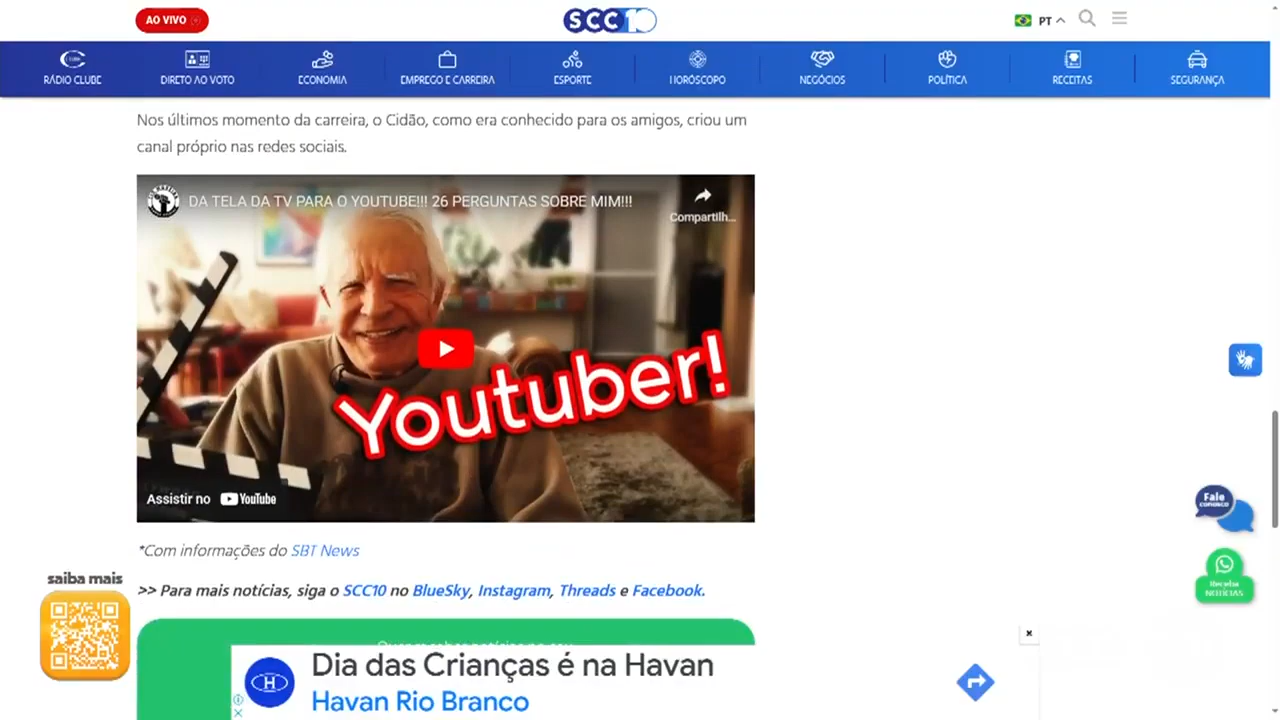 AO VIVO
SCC10
PT
RÁDIO CLUBE
DIRETO AO VOTO
ECONOMIA
EMPREGO E CARREIRA
ESPORTE
HORÓSCOPO
NEGÓCIOS
POLÍTICA
RECEITAS
SEGURANÇA
Nos últimos momento da carreira, o Cidão, como era conhecido para os amigos, criou um
canal próprio nas redes sociais.
DA TELA DA TV PARA O YOUTUBE!!! 26 PERGUNTAS SOBRE MIM!!!
Compartilh...
Youtuber!
Assistir no YouTube
*Com informações do SBT News
>> Para mais notícias, siga o SCC10 no BlueSky, Instagram, Threads e Facebook.
saiba mais
Fale
CONOSCO
Receba
NOTÍCIAS
Dia das Crianças é na Havan
Havan Rio Branco
H